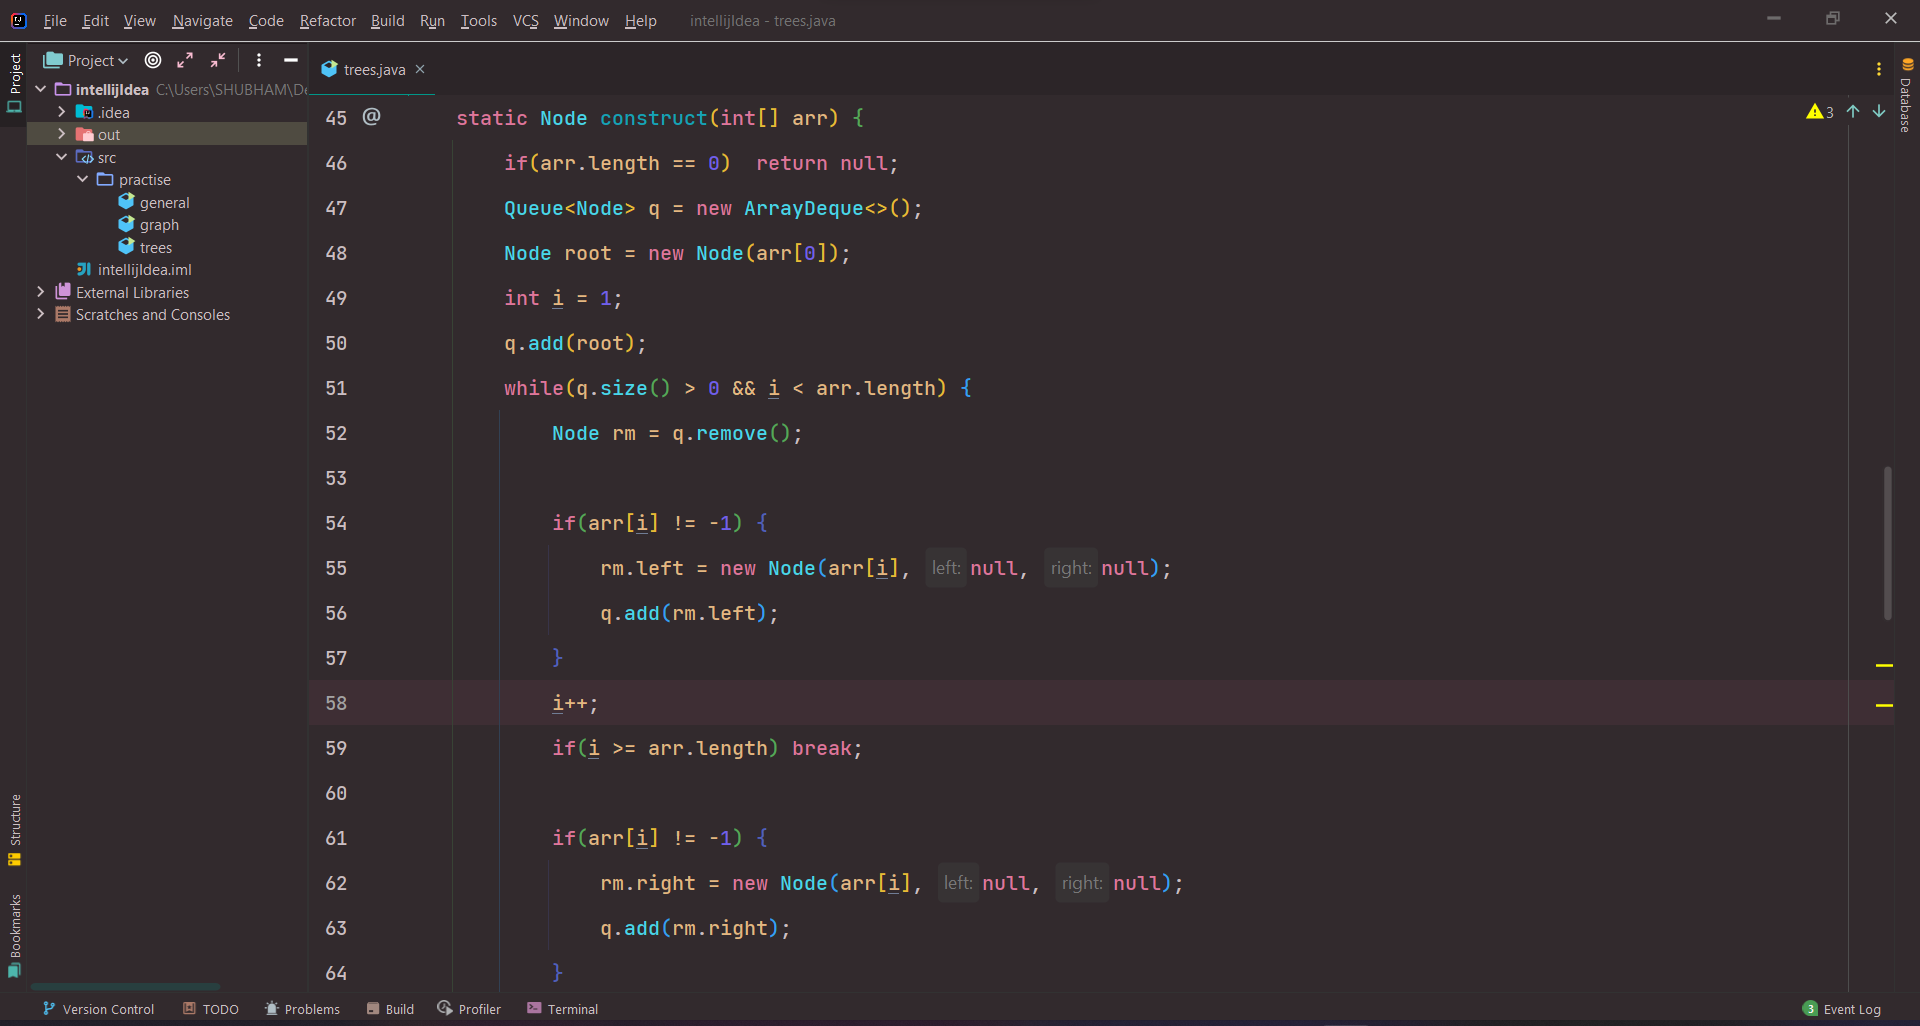 File Edit View Navigate Code Refactor Build Run Tools VCS Window Help intellijIdea - trees.java
Project
Project
intellijIdea C:\Users\SHUBHAM\De
.idea
out
src
practise
general
graph
trees
intellijIdea.iml
External Libraries
Scratches and Consoles
Structure
Bookmarks
trees.java
3
Database
45 @ static Node construct(int[] arr) {
46 if(arr.length == 0)  return null;
47 Queue<Node> q = new ArrayDeque<>();
48 Node root = new Node(arr[0]);
49 int i = 1;
50 q.add(root);
51 while(q.size() > 0 && i < arr.length) {
52 Node rm = q.remove();
53
54 if(arr[i] != -1) {
55 rm.left = new Node(arr[i], left: null, right: null);
56 q.add(rm.left);
57 }
58 i++;
59 if(i >= arr.length) break;
60
61 if(arr[i] != -1) {
62 rm.right = new Node(arr[i], left: null, right: null);
63 q.add(rm.right);
64 }
Version Control TODO Problems Build Profiler Terminal 3 Event Log